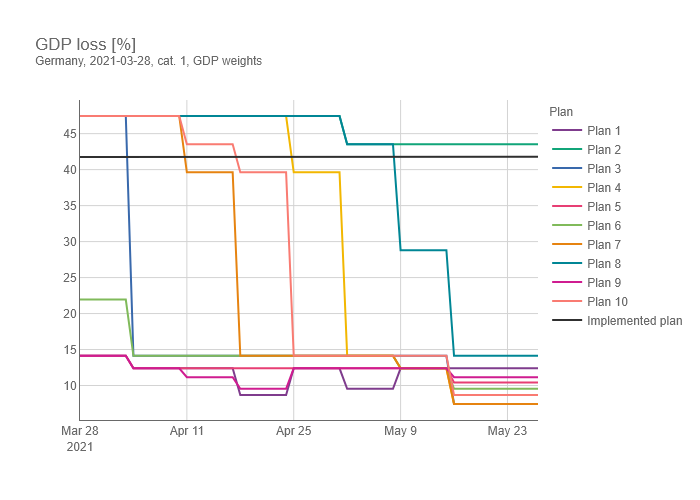 GDP loss [%]
Germany, 2021-03-28, cat. 1, GDP weights
Plan
Plan 1
Plan 2
Plan 3
Plan 4
Plan 5
Plan 6
Plan 7
Plan 8
Plan 9
Plan 10
Implemented plan
45
40
35
30
25
20
15
10
Mar 28 Apr 11 Apr 25 May 9 May 23
2021